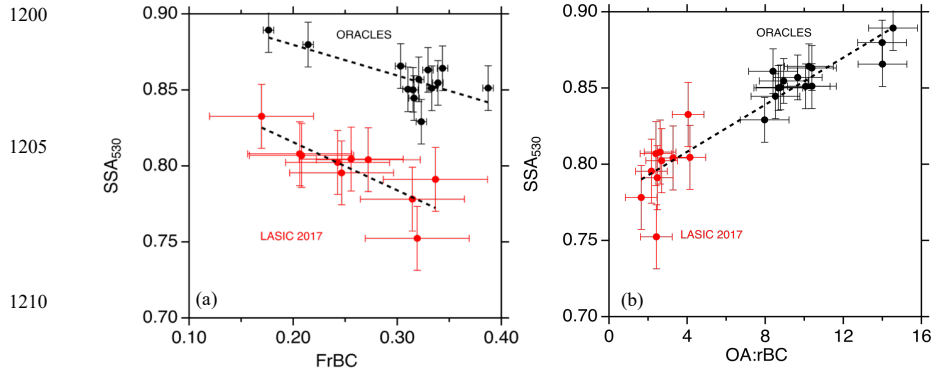 1200
1205
1210
0.90
0.85
0.80
0.75
0.70
SSA530
ORACLES
LASIC 2017
(a)
0.10 0.20 0.30 0.40
FrBC
0.90
0.85
0.80
0.75
0.70
SSA530
ORACLES
LASIC 2017
(b)
0 4 8 12 16
OA:rBC